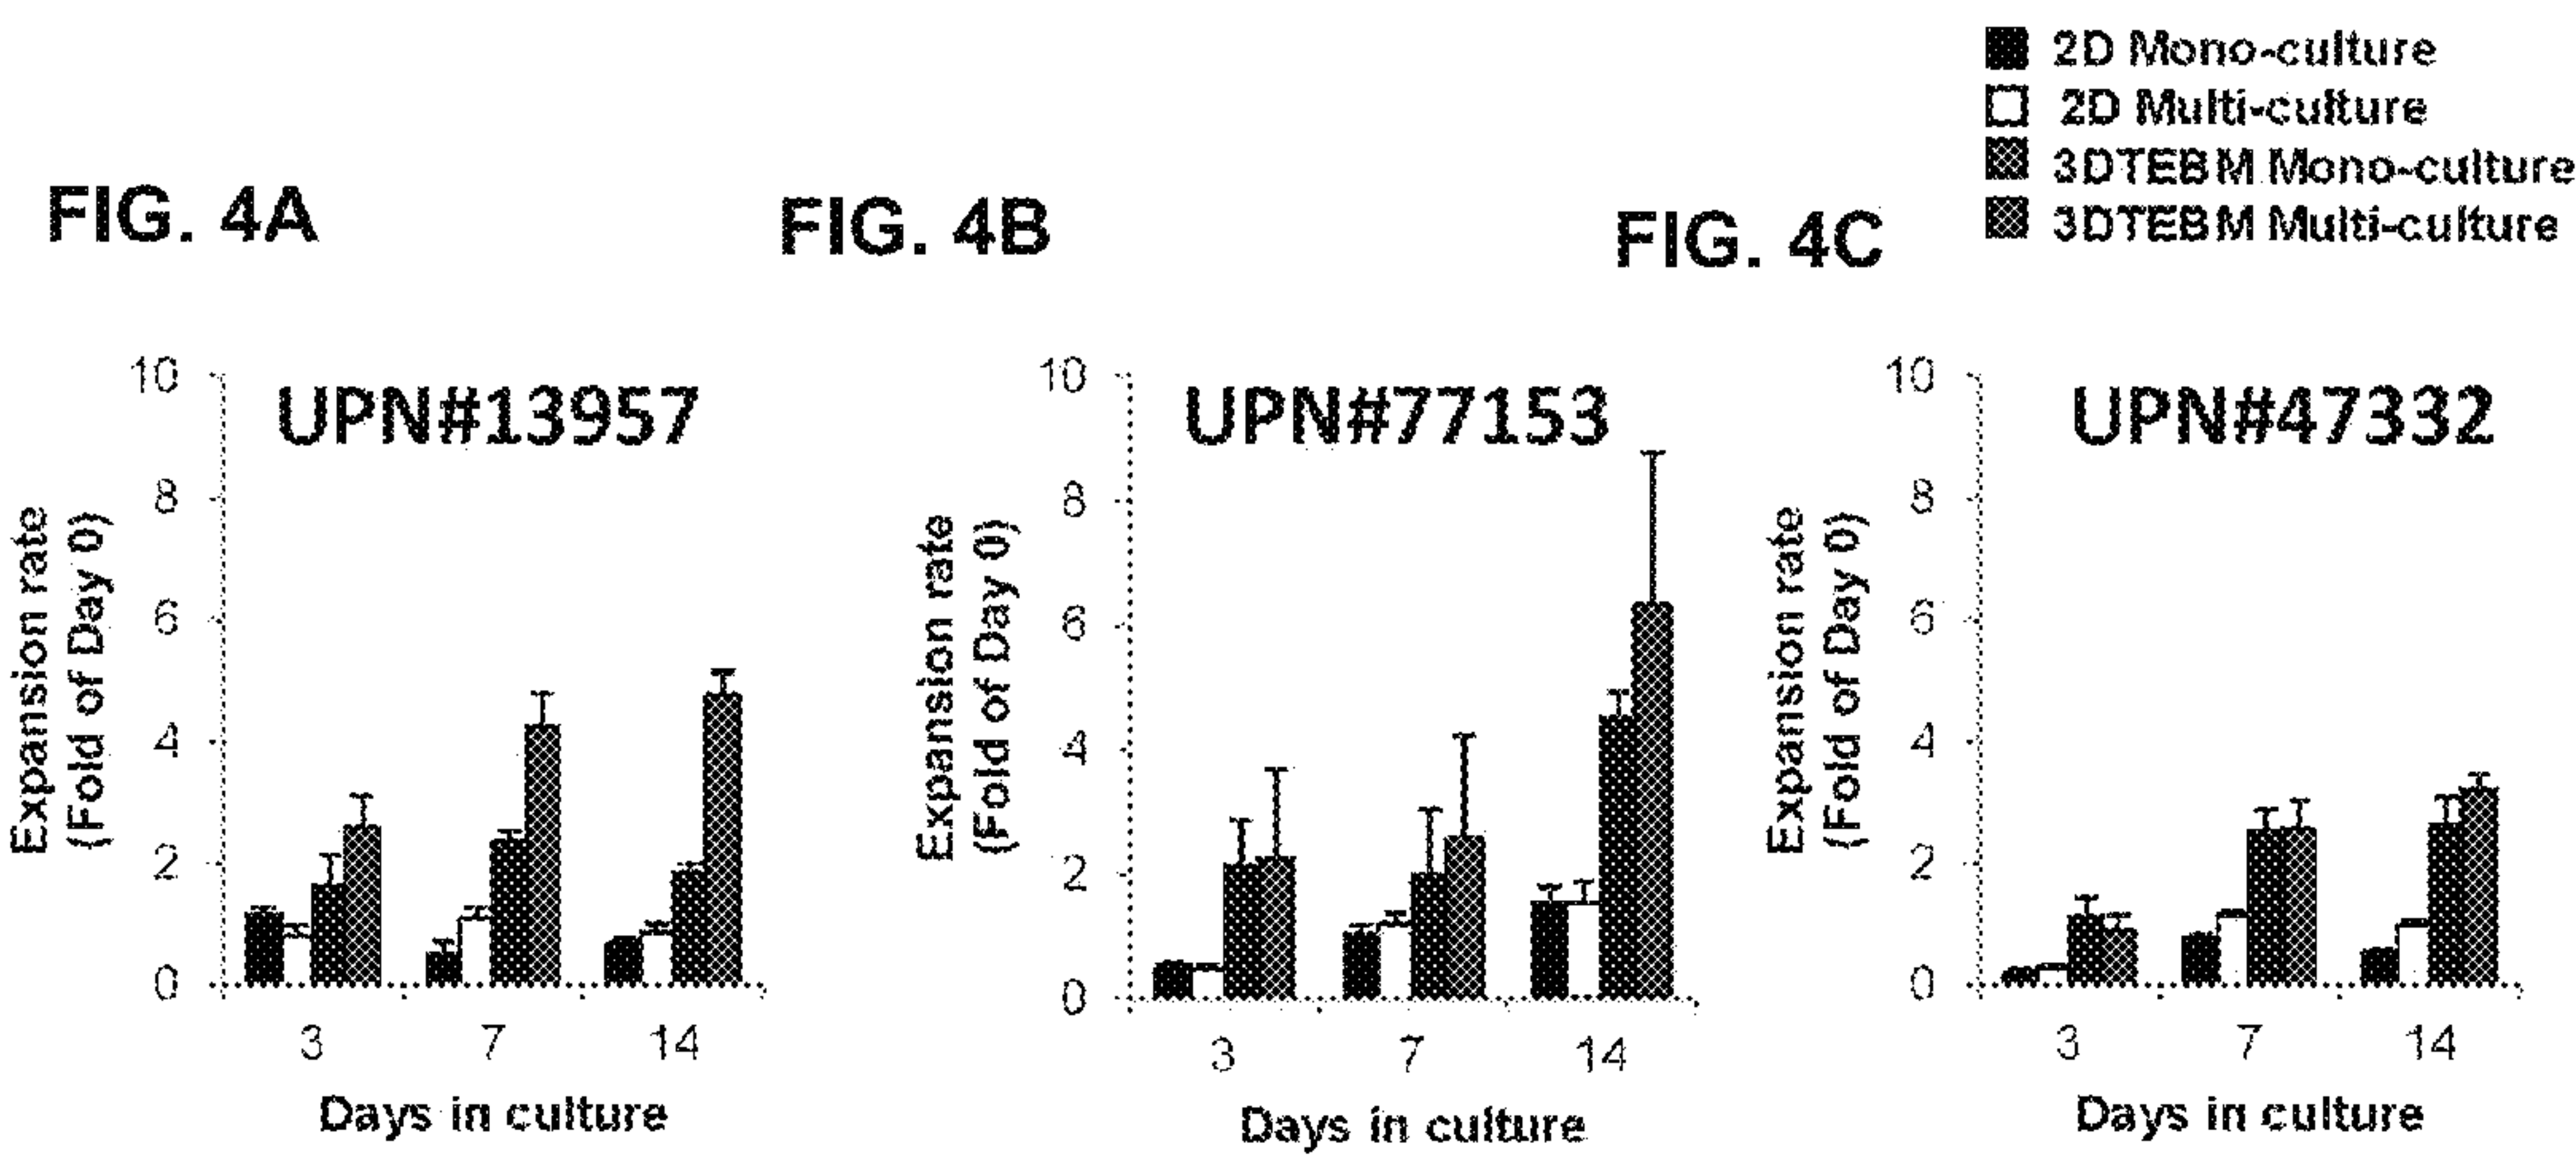 2D Mono-culture
2D Multi-culture
3DTEBM Mono-culture
3DTEBM Multi-culture
FIG. 4A
FIG. 4B
FIG. 4C
UPN#13957
Expansion rate
(Fold of Day 0)
10
8
6
4
2
0
3 7 14
Days in culture
UPN#77153
Expansion rate
(Fold of Day 0)
10
8
6
4
2
0
3 7 14
Days in culture
UPN#47332
Expansion rate
(Fold of Day 0)
10
8
6
4
2
0
3 7 14
Days in culture